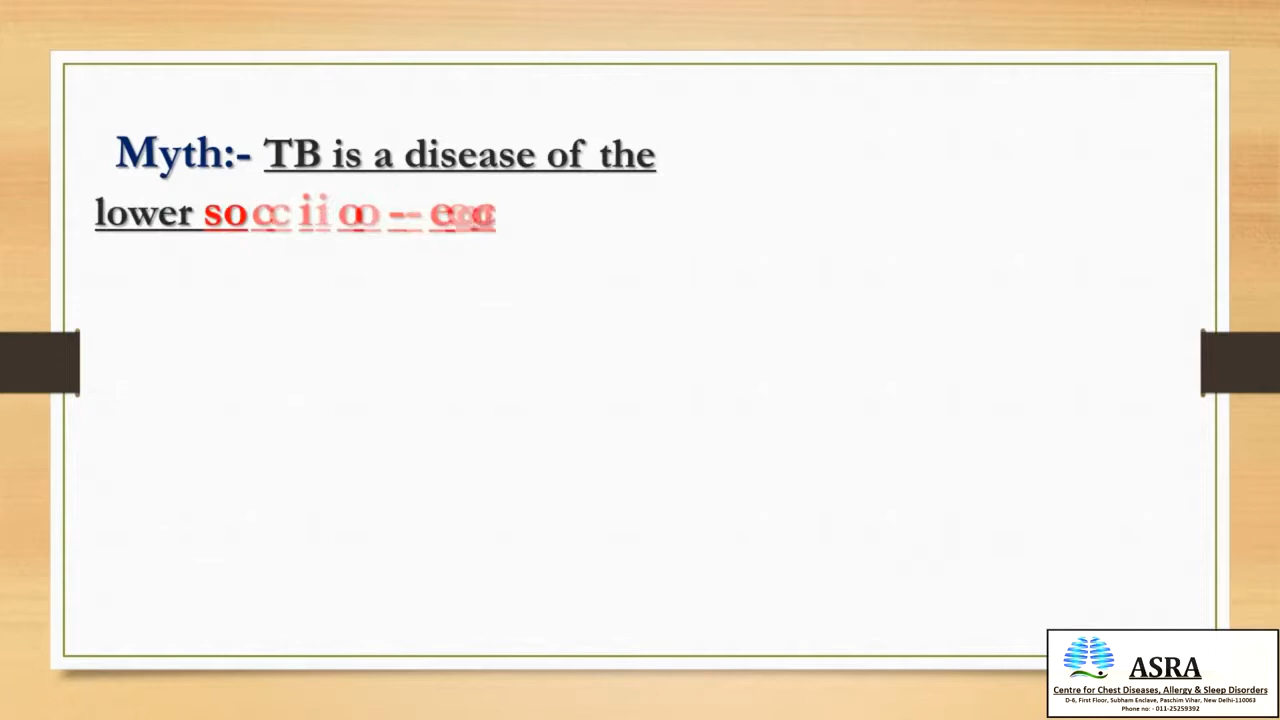 Myth:- TB is a disease of the
lower so
ASRA
Centre for Chest Diseases, Allergy & Sleep Disorders
D-6, First Floor, Subham Enclave, Paschim Vihar, New Delhi-110063
Phone no: - 011-25259392